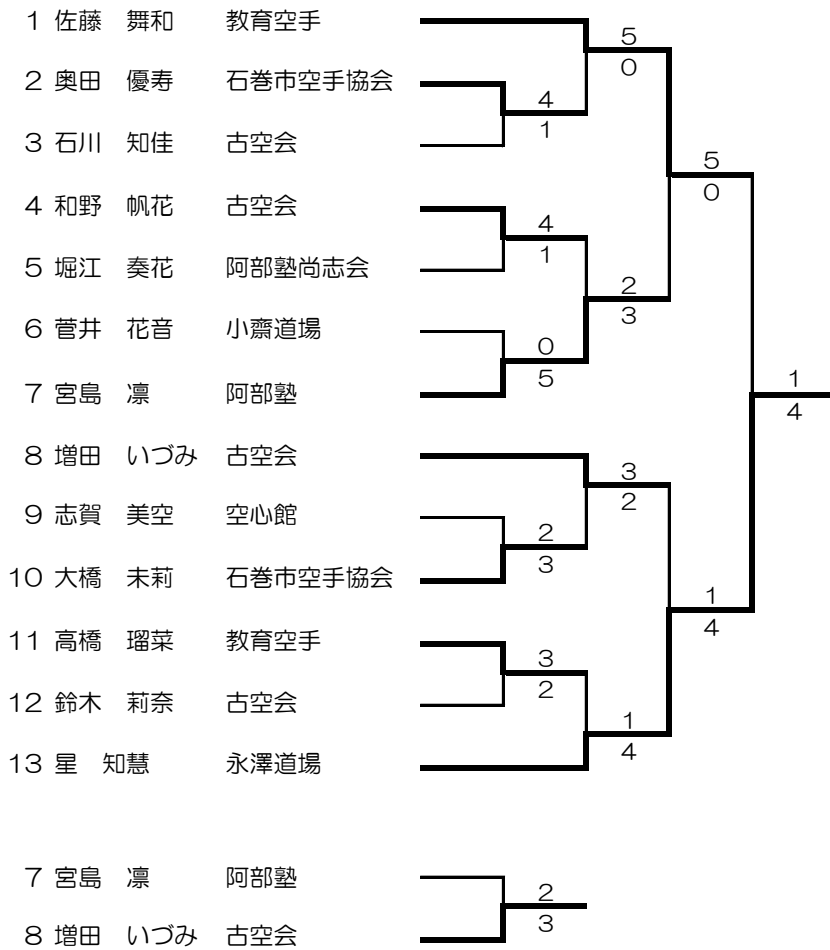 1 佐藤 舞和 教育空手
5
0
2 奥田 優寿 石巻市空手協会
4
1
3 石川 知佳 古空会
5
0
4 和野 帆花 古空会
4
1
5 堀江 奏花 阿部塾尚志会
2
3
6 菅井 花音 小齋道場
0
5
7 宮島 凛 阿部塾
1
4
8 増田 いづみ 古空会
3
2
9 志賀 美空 空心館
2
3
10 大橋 未莉 石巻市空手協会
1
4
11 高橋 瑠菜 教育空手
3
2
12 鈴木 莉奈 古空会
1
4
13 星 知慧 永澤道場
7 宮島 凛 阿部塾
2
3
8 増田 いづみ 古空会